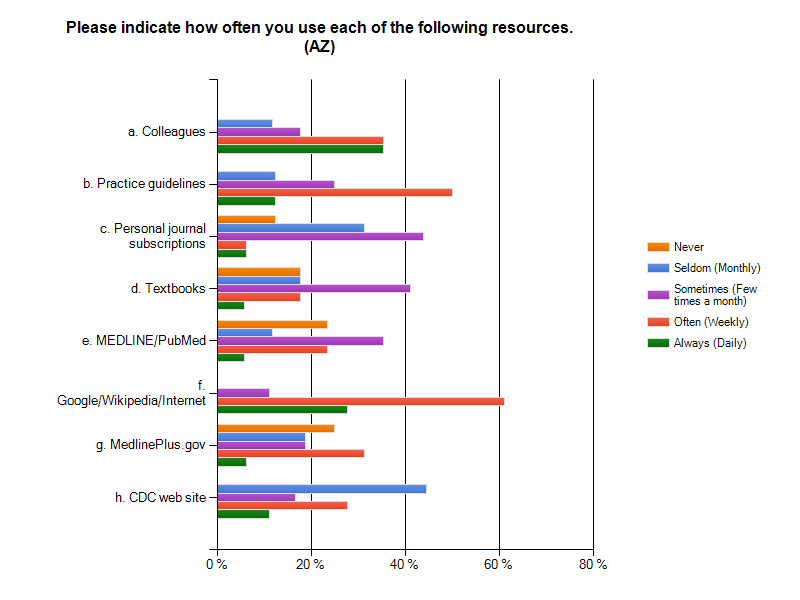 Please indicate how often you use each of the following resources.
(AZ)
a. Colleagues
b. Practice guidelines
c. Personal journal
subscriptions
d. Textbooks
e. MEDLINE/PubMed
f.
Google/Wikipedia/Internet
g. MedlinePlus.gov
h. CDC web site
0 %
20 %
40 %
60 %
80 %
Never
Seldom (Monthly)
Sometimes (Few
times a month)
Often (Weekly)
Always (Daily)